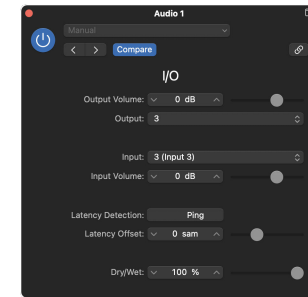 Audio 1
Manual
Compare
I/O
Output Volume: 0 dB
Output: 3
Input: 3 (Input 3)
Input Volume: 0 dB
Latency Detection: Ping
Latency Offset: 0 sam
Dry/Wet: 100 %